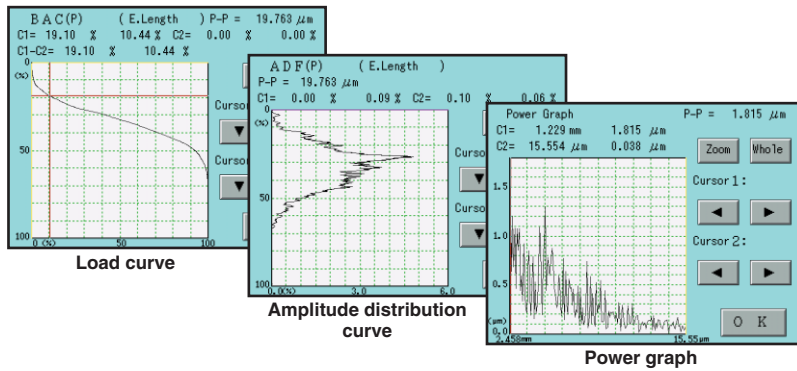 BAC(P) (E.Length) P-P = 19.763 μm
C1= 19.10 % 10.44 % C2= 0.00 % 0.00 %
C1-C2= 19.10 % 10.44 %
0
(%)
50
100
0 (%) 50 100
Cursor
▼
Cursor
▼
Load curve
ADF(P) (E.Length)
P-P = 19.763 μm
C1= 0.00 % 0.09 % C2= 0.10 % 0.06 %
0
(%)
50
100
0.0(%) 3.0 6.0
Cursor
▼
Cursor
▼
Amplitude distribution
curve
Power Graph P-P = 1.815 μm
C1= 1.229 mm 1.815 μm
C2= 15.554 μm 0.038 μm
Zoom Whole
Cursor1:
◀ ▶
Cursor2:
◀ ▶
O K
1.5
1.0
0.5
(μm)
0.0
2.458mm 15.55μm
Power graph